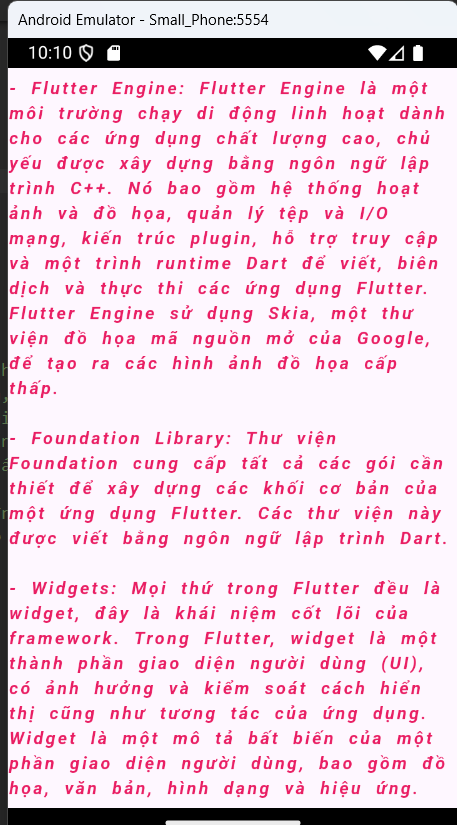 Android Emulator - Small_Phone:5554
10:10
- Flutter Engine: Flutter Engine là một
môi trường chạy di động linh hoạt dành
cho các ứng dụng chất lượng cao, chủ
yếu được xây dựng bằng ngôn ngữ lập
trình C++. Nó bao gồm hệ thống hoạt
ảnh và đồ họa, quản lý tệp và I/O
mạng, kiến trúc plugin, hỗ trợ truy cập
và một trình runtime Dart để viết, biên
dịch và thực thi các ứng dụng Flutter.
Flutter Engine sử dụng Skia, một thư
viện đồ họa mã nguồn mở của Google,
để tạo ra các hình ảnh đồ họa cấp
thấp.
- Foundation Library: Thư viện
Foundation cung cấp tất cả các gói cần
thiết để xây dựng các khối cơ bản của
một ứng dụng Flutter. Các thư viện này
được viết bằng ngôn ngữ lập trình Dart.
- Widgets: Mọi thứ trong Flutter đều là
widget, đây là khái niệm cốt lõi của
framework. Trong Flutter, widget là một
thành phần giao diện người dùng (UI),
có ảnh hưởng và kiểm soát cách hiển
thị cũng như tương tác của ứng dụng.
Widget là một mô tả bất biến của một
phần giao diện người dùng, bao gồm đồ
họa, văn bản, hình dạng và hiệu ứng.